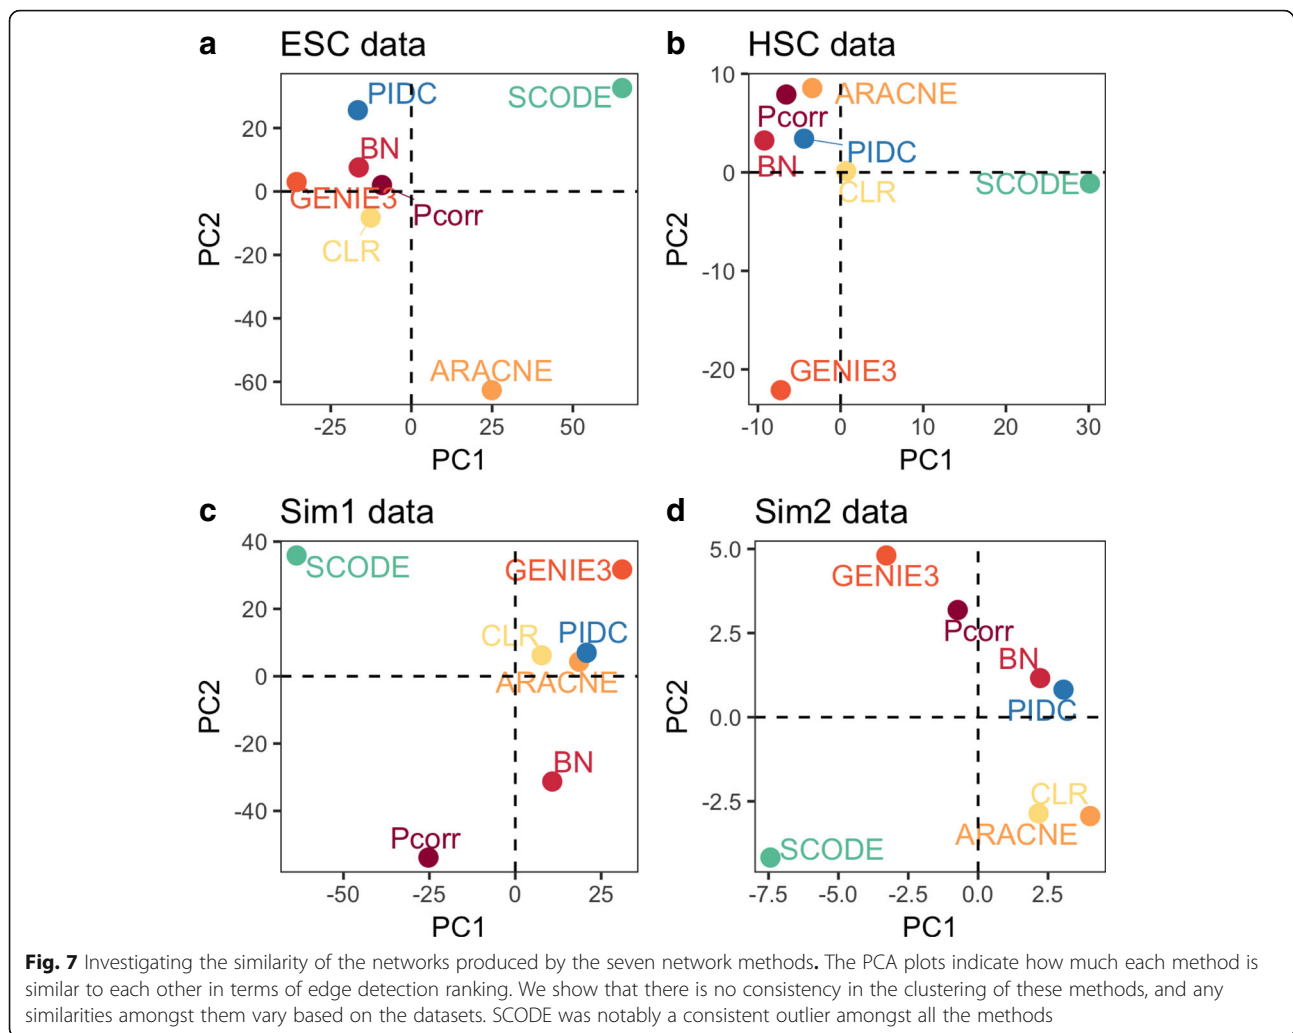 a ESC data
PIDC
SCODE
BN
GENIE3
Pcorr
CLR
ARACNE
20
0
-20
-40
-60
PC2
-25 0 25 50
PC1
b HSC data
ARACNE
Pcorr
PIDC
BN
CLR
SCODE
GENIE3
10
0
-10
-20
PC2
-10 0 10 20 30
PC1
c Sim1 data
SCODE
GENIE3
CLR PIDC
ARACNE
BN
Pcorr
40
20
0
-20
-40
PC2
-50 -25 0 25
PC1
d Sim2 data
GENIE3
Pcorr
BN
PIDC
CLR
ARACNE
SCODE
5.0
2.5
0.0
-2.5
PC2
-7.5 -5.0 -2.5 0.0 2.5
PC1
Fig. 7 Investigating the similarity of the networks produced by the seven network methods. The PCA plots indicate how much each method is
similar to each other in terms of edge detection ranking. We show that there is no consistency in the clustering of these methods, and any
similarities amongst them vary based on the datasets. SCODE was notably a consistent outlier amongst all the methods